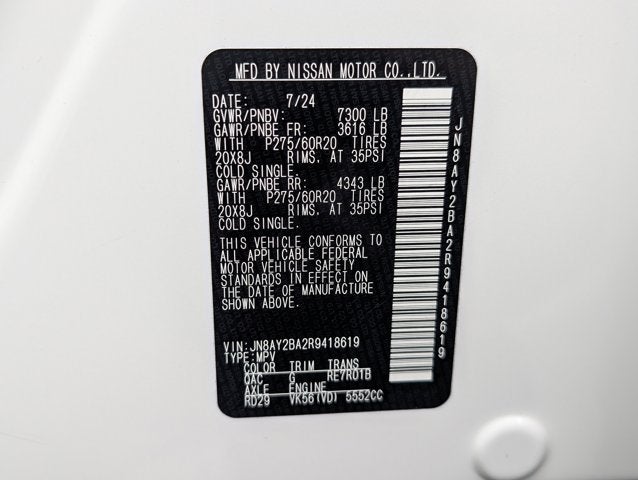 MFD BY NISSAN MOTOR CO.,LTD.
DATE: 7/24
GVWR/PNBV: 7300 LB
GAWR/PNBE FR: 3616 LB
WITH P275/60R20 TIRES
20X8J RIMS. AT 35PSI
COLD SINGLE.
GAWR/PNBE RR: 4343 LB
WITH P275/60R20 TIRES
20X8J RIMS. AT 35PSI
COLD SINGLE.
THIS VEHICLE CONFORMS TO
ALL APPLICABLE FEDERAL
MOTOR VEHICLE SAFETY
STANDARDS IN EFFECT ON
THE DATE OF MANUFACTURE
SHOWN ABOVE.
VIN:JN8AY2BA2R9418619
TYPE:MPV
COLOR TRIM TRANS
QAC G RE7R01B
AXLE ENGINE
RD29 VK56(VD) 5552CC
JN8AY2BA2R9418619